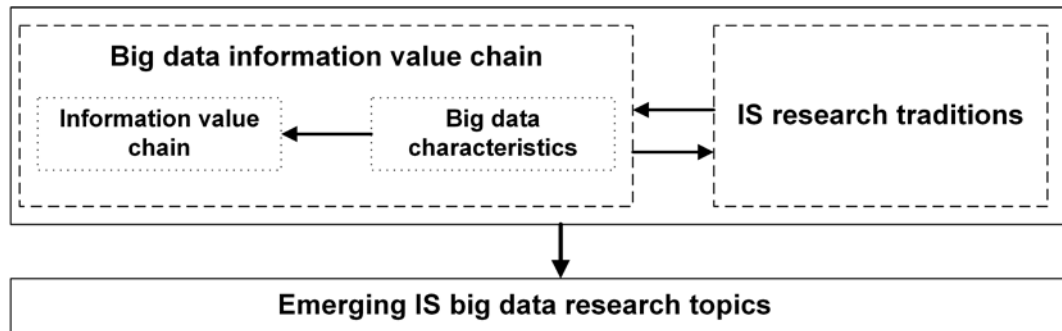 Big data information value chain
Information value
chain
Big data
characteristics
IS research traditions
Emerging IS big data research topics